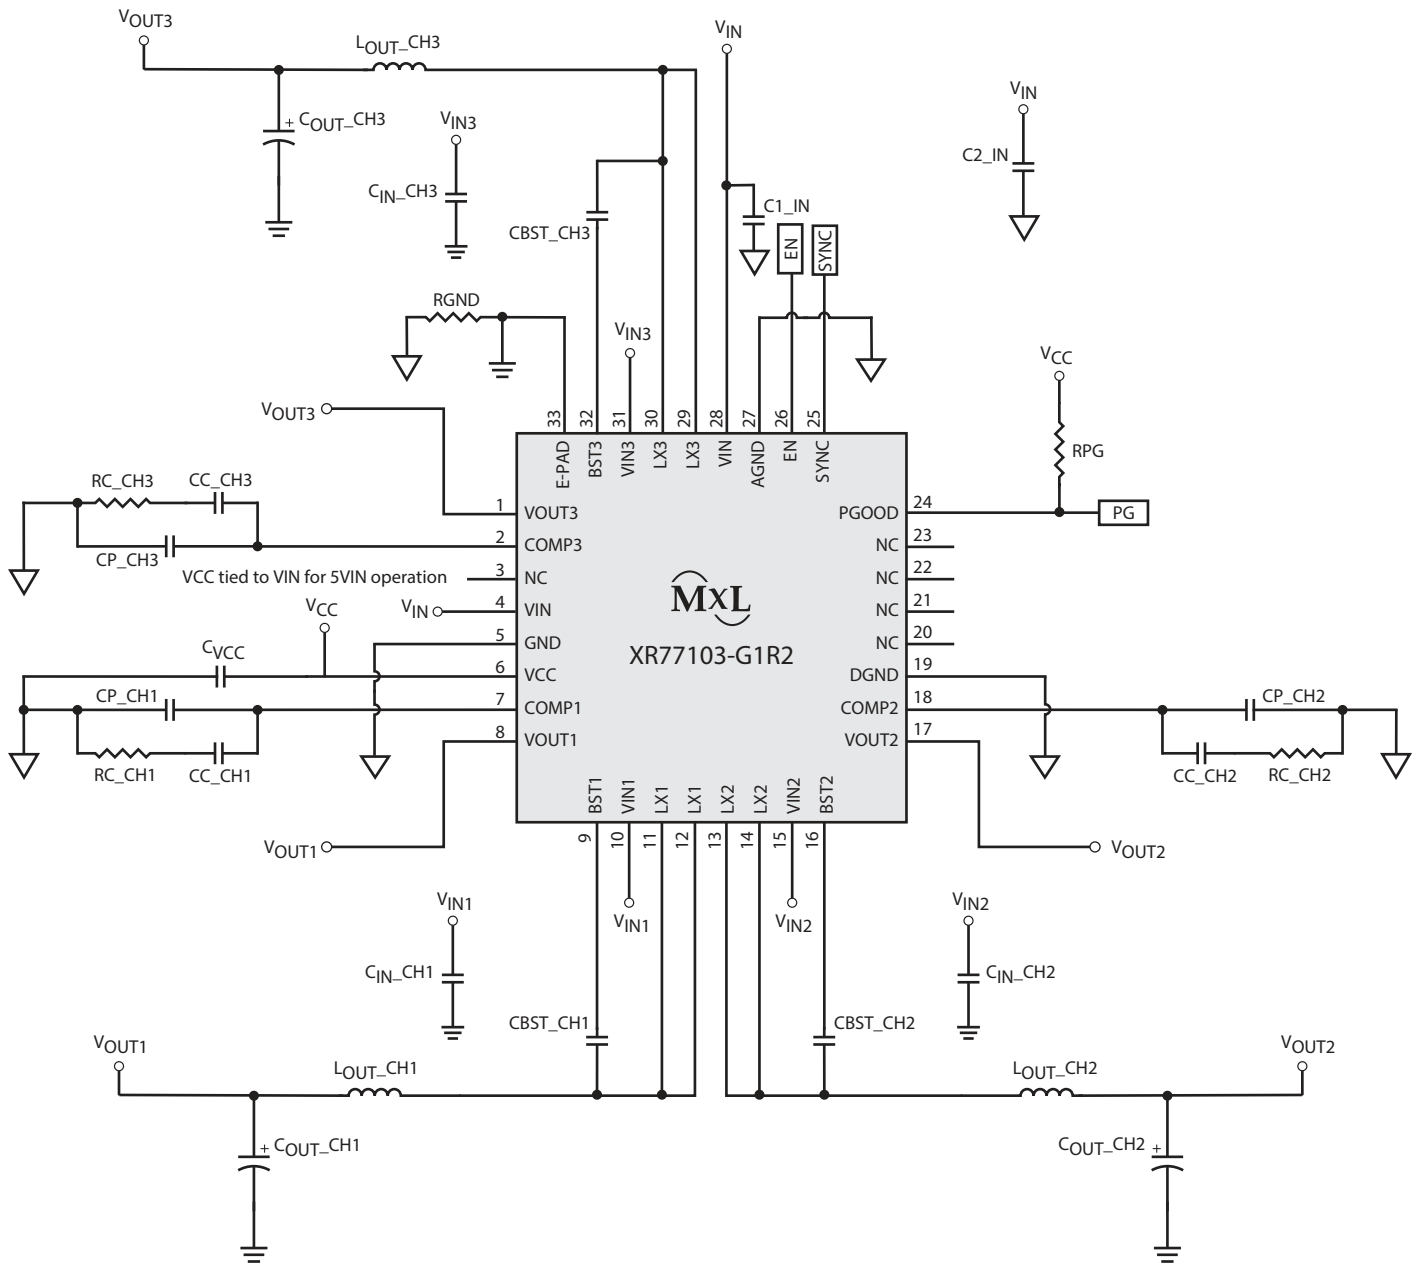 VOUT3
LOUT_CH3
VIN
VIN
+ COUT_CH3
VIN3
C2_IN
CIN_CH3
C1_IN
CBST_CH3
EN
SYNC
RGND
VIN3
VCC
VOUT3
33
32
31
30
29
28
27
26
25
E-PAD
BST3
VIN3
LX3
LX3
VIN
AGND
EN
SYNC
RPG
RC_CH3
CC_CH3
1 VOUT3
PGOOD 24
PG
2 COMP3
NC 23
CP_CH3
VCC tied to VIN for 5VIN operation
3 NC
NC 22
MxL
VCC
VIN
4 VIN
NC 21
5 GND
NC 20
XR77103-G1R2
CVCC
6 VCC
DGND 19
CP_CH1
7 COMP1
COMP2 18
CP_CH2
8 VOUT1
VOUT2 17
RC_CH1
CC_CH1
CC_CH2
RC_CH2
BST1
VIN1
LX1
LX1
LX2
LX2
VIN2
BST2
9
10
11
12
13
14
15
16
VOUT1
VOUT2
VIN1
VIN1
VIN2
VIN2
CIN_CH1
CIN_CH2
CBST_CH1
CBST_CH2
VOUT1
LOUT_CH1
LOUT_CH2
VOUT2
+ COUT_CH1
COUT_CH2 +